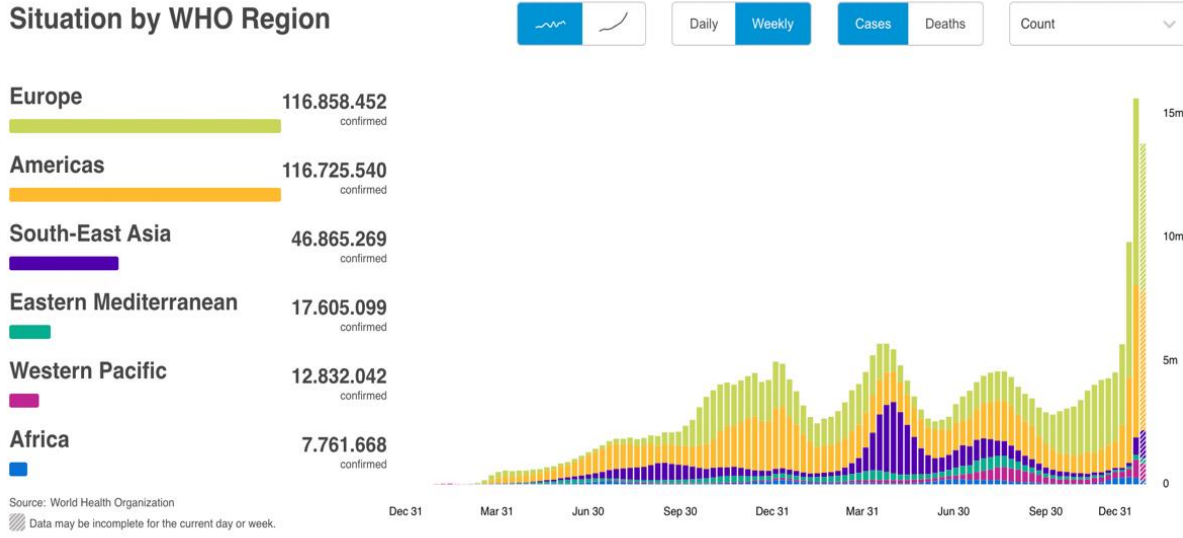 Situation by WHO Region
Daily
Weekly
Cases
Deaths
Count
Europe
116.858.452
confirmed
Americas
116.725.540
confirmed
South-East Asia
46.865.269
confirmed
Eastern Mediterranean
17.605.099
confirmed
Western Pacific
12.832.042
confirmed
Africa
7.761.668
confirmed
15m
10m
5m
0
Dec 31
Mar 31
Jun 30
Sep 30
Dec 31
Mar 31
Jun 30
Sep 30
Dec 31
Source: World Health Organization
Data may be incomplete for the current day or week.